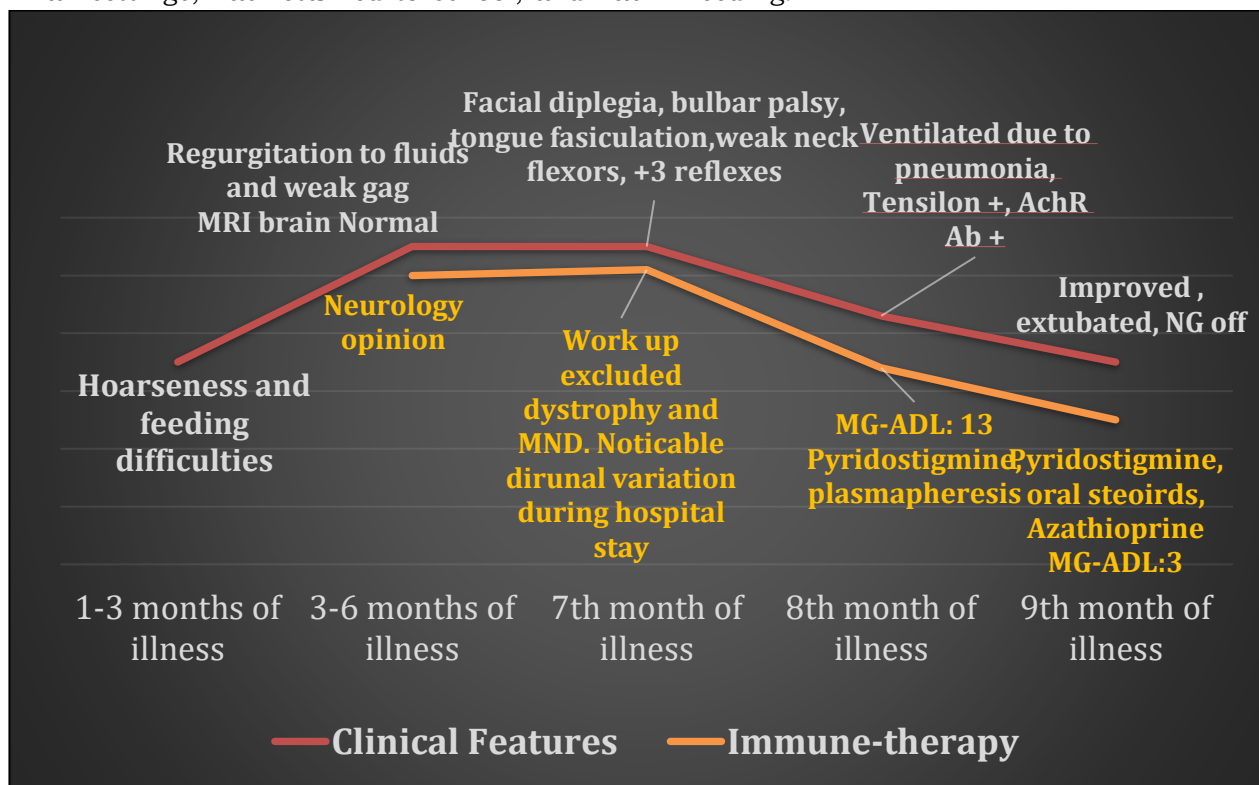 Facial diplegia, bulbar palsy,
tongue fasiculation,weak neck
flexors, +3 reflexes
Regurgitation to fluids
and weak gag
MRI brain Normal
Ventilated due to
pneumonia,
Tensilon +, AchR
Ab +
Improved ,
extubated, NG off
Hoarseness and
feeding
difficulties
Neurology
opinion
Work up
excluded
dystrophy and
MND. Noticable
dirunal variation
during hospital
stay
MG-ADL: 13
Pyridostigmine,
plasmapheresis
Pyridostigmine,
oral steoirds,
Azathioprine
MG-ADL:3
1-3 months of
illness
3-6 months of
illness
7th month of
illness
8th month of
illness
9th month of
illness
Clinical Features
Immune-therapy